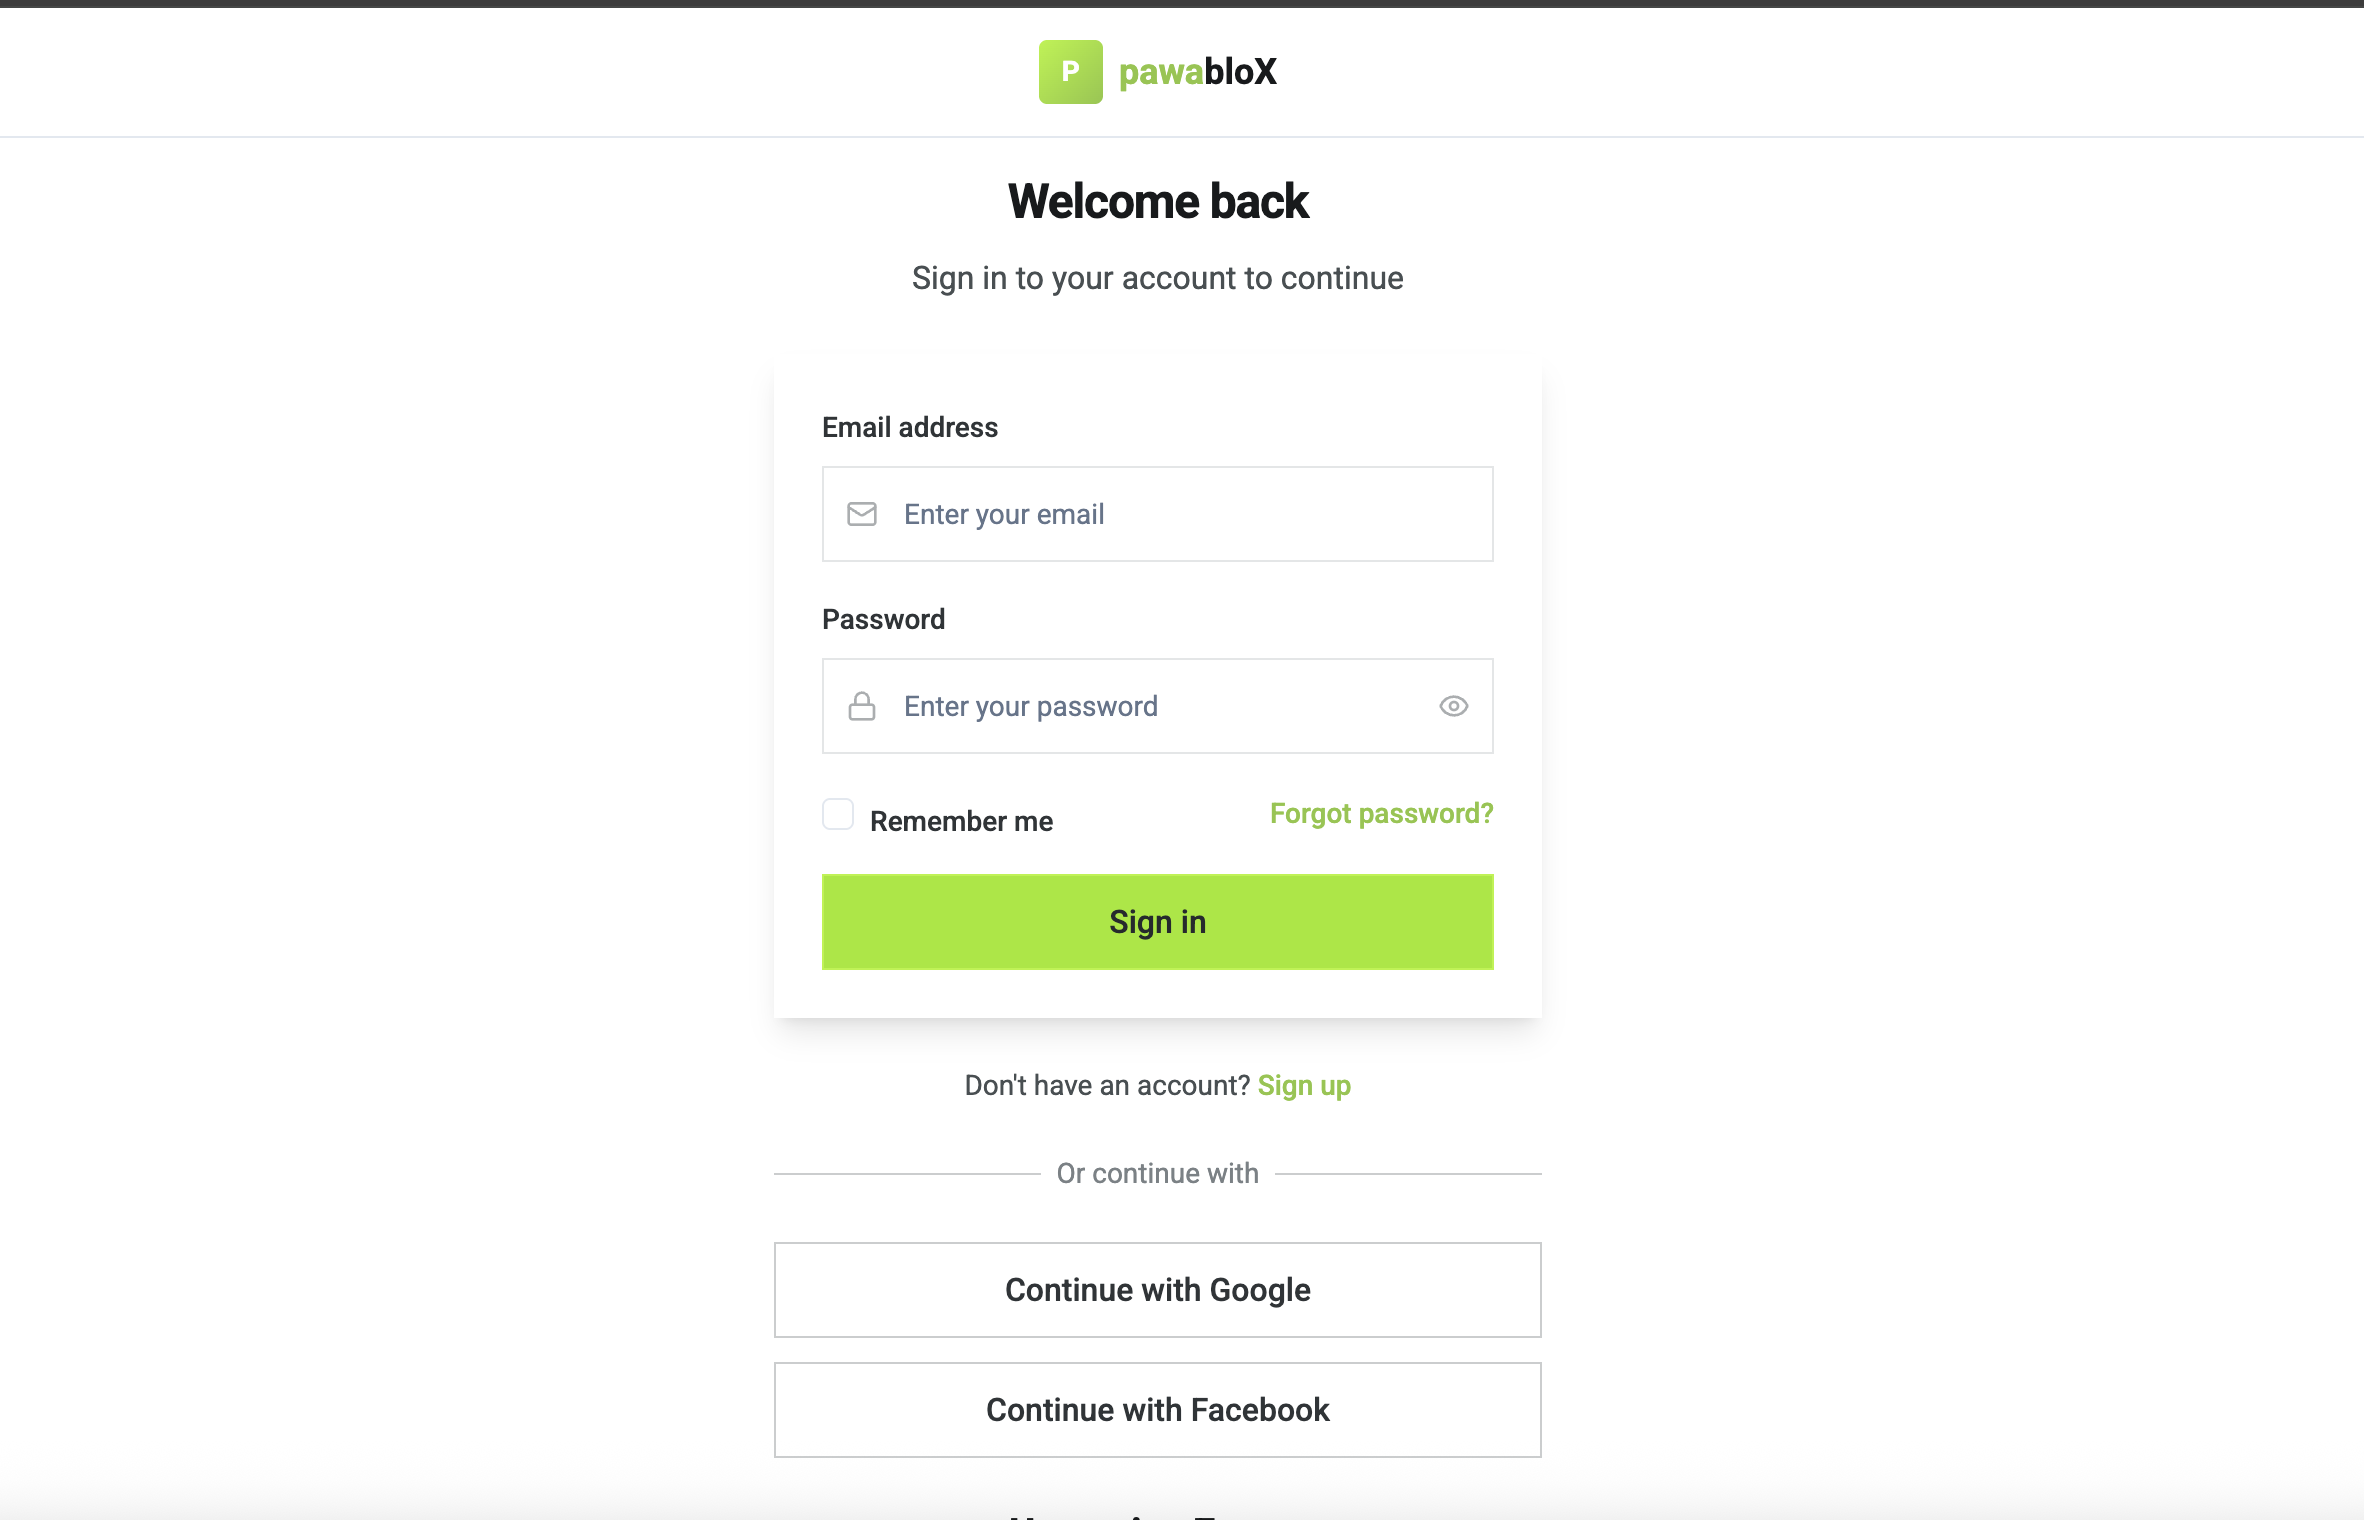 P pawabloX
Welcome back
Sign in to your account to continue
Email address
Enter your email
Password
Enter your password
Remember me
Forgot password?
Sign in
Don't have an account? Sign up
Or continue with
Continue with Google
Continue with Facebook